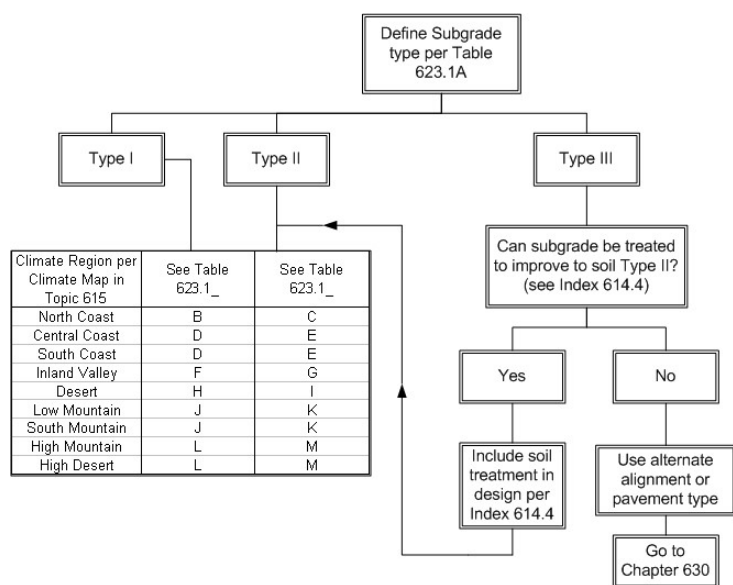 Define Subgrade
type per Table
623.1A
Type I
Type II
Type III
Climate Region per
Climate Map in
Topic 615
See Table
623.1_
See Table
623.1_
North Coast B C
Central Coast D E
South Coast D E
Inland Valley F G
Desert H I
Low Mountain J K
South Mountain J K
High Mountain L M
High Desert L M
Can subgrade be treated
to improve to soil Type II?
(see Index 614.4)
Yes
No
Include soil
treatment in
design per
Index 614.4
Use alternate
alignment or
pavement type
Go to
Chapter 630